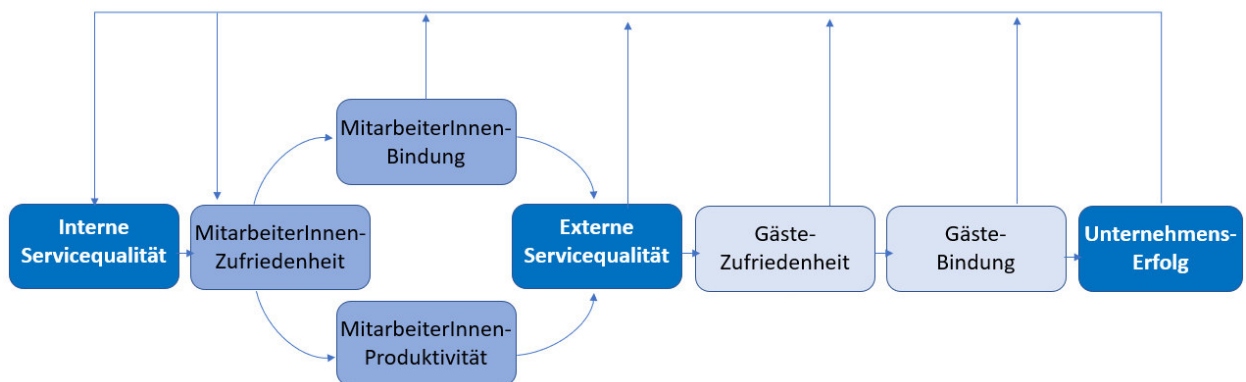 MitarbeiterInnen-
Bindung
Interne
Servicequalität
MitarbeiterInnen-
Zufriedenheit
Externe
Servicequalität
Gäste-
Zufriedenheit
Gäste-
Bindung
Unternehmens-
Erfolg
MitarbeiterInnen-
Produktivität